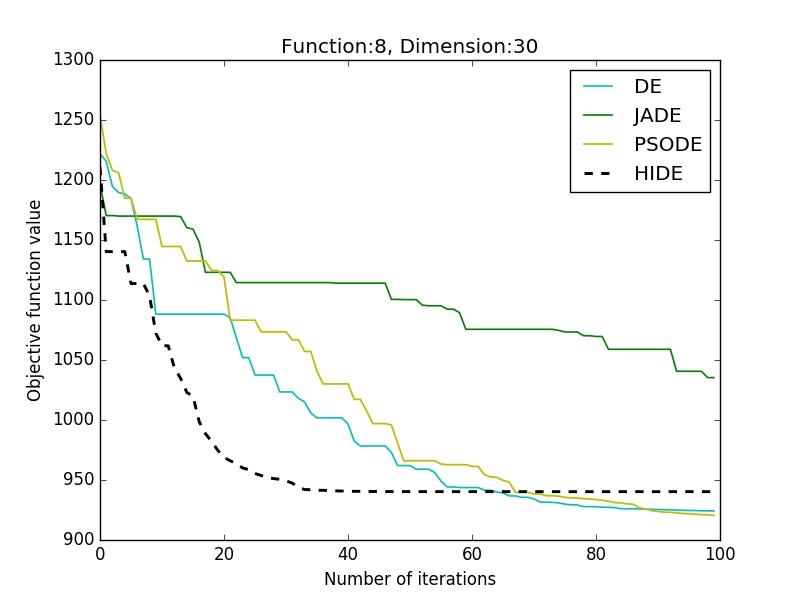 Function:8, Dimension:30
1300
1250
1200
1150
1100
1050
1000
950
900
Objective function value
DE
JADE
PSODE
HIDE
0
20
40
60
80
100
Number of iterations